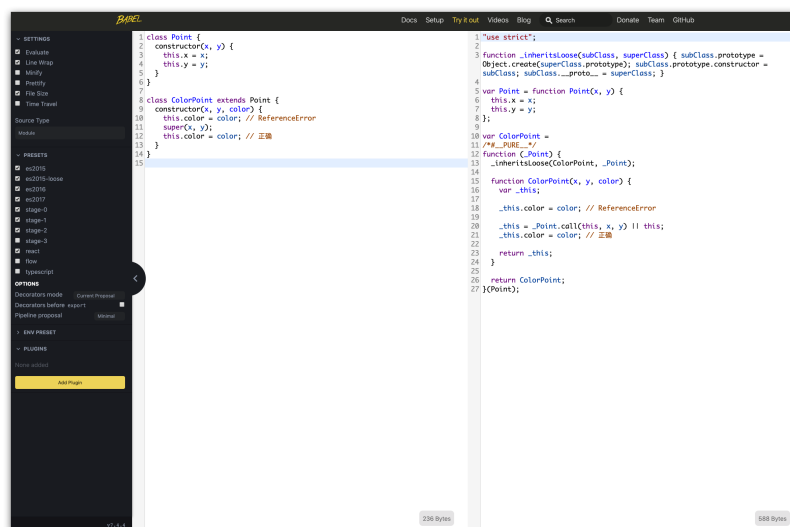 BABEL
Docs Setup Try it out Videos Blog Search Donate Team GitHub
SETTINGS
Evaluate
Line Wrap
Minify
Prettify
File Size
Time Travel
Source Type
Module
PRESETS
es2015
es2015-loose
es2016
es2017
stage-0
stage-1
stage-2
stage-3
react
flow
typescript
OPTIONS
Decorators mode Current Proposal
Decorators before export
Pipeline proposal Minimal
ENV PRESET
PLUGINS
None added
Add Plugin
v7.4.4
1 class Point {
2 constructor(x, y) {
3 this.x = x;
4 this.y = y;
5 }
6 }
7
8 class ColorPoint extends Point {
9 constructor(x, y, color) {
10 this.color = color; // ReferenceError
11 super(x, y);
12 this.color = color; // 正确
13 }
14 }
15
236 Bytes
1 "use strict";
2
3 function _inheritsLoose(subClass, superClass) { subClass.prototype =
Object.create(superClass.prototype); subClass.prototype.constructor =
subClass; subClass.__proto__ = superClass; }
4
5 var Point = function Point(x, y) {
6 this.x = x;
7 this.y = y;
8 };
9
10 var ColorPoint =
11 /*#__PURE__*/
12 function (_Point) {
13 _inheritsLoose(ColorPoint, _Point);
14
15 function ColorPoint(x, y, color) {
16 var _this;
17
18 _this.color = color; // ReferenceError
19
20 _this = _Point.call(this, x, y) || this;
21 _this.color = color; // 正确
22
23 return _this;
24 }
25
26 return ColorPoint;
27 }(Point);
588 Bytes